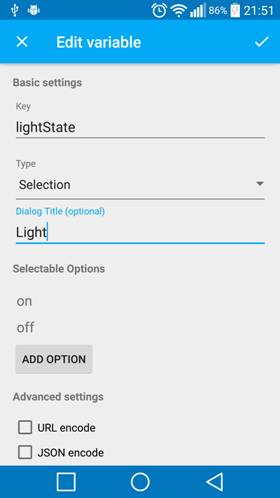 86% 21:51
Edit variable
Basic settings
Key
lightState
Type
Selection
Dialog Title (optional)
Light
Selectable Options
on
off
ADD OPTION
Advanced settings
URL encode
JSON encode